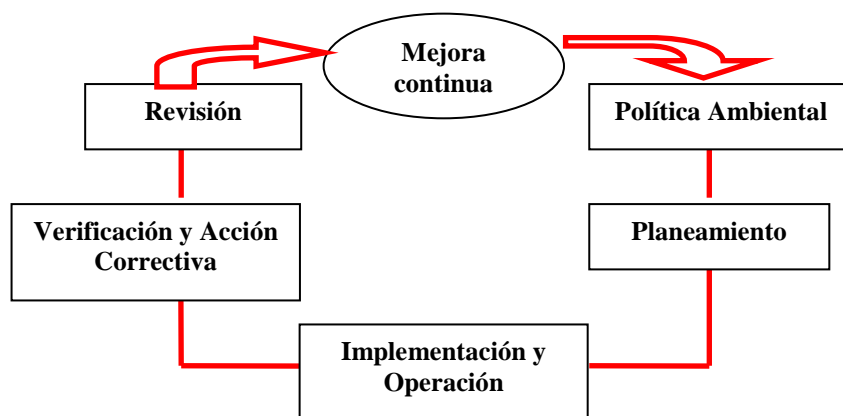 Mejora
continua
Revisión
Política Ambiental
Verificación y Acción
Correctiva
Planeamiento
Implementación y
Operación